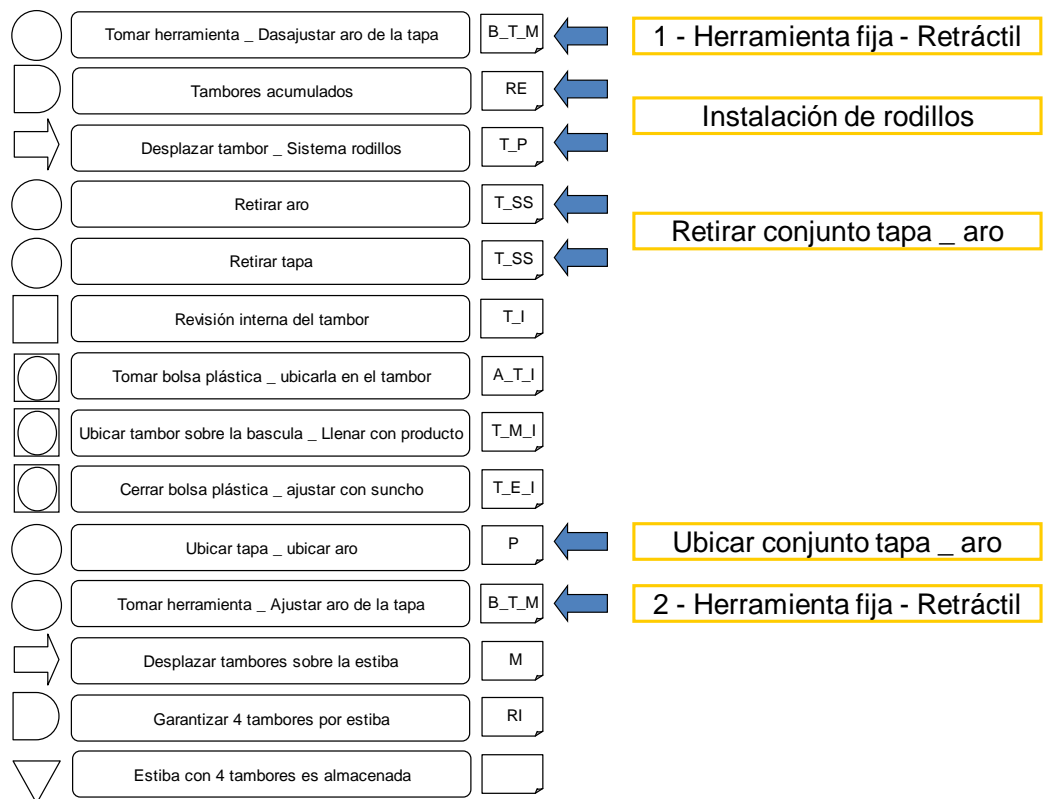 Tomar herramienta _ Dasajustar aro de la tapa
B_T_M
1 - Herramienta fija - Retráctil
Tambores acumulados
RE
Instalación de rodillos
Desplazar tambor _ Sistema rodillos
T_P
Retirar aro
T_SS
Retirar conjunto tapa _ aro
Retirar tapa
T_SS
Revisión interna del tambor
T_I
Tomar bolsa plástica _ ubicarla en el tambor
A_T_I
Ubicar tambor sobre la bascula _ Llenar con producto
T_M_I
Cerrar bolsa plástica _ ajustar con suncho
T_E_I
Ubicar tapa _ ubicar aro
P
Ubicar conjunto tapa _ aro
Tomar herramienta _ Ajustar aro de la tapa
B_T_M
2 - Herramienta fija - Retráctil
Desplazar tambores sobre la estiba
M
Garantizar 4 tambores por estiba
RI
Estiba con 4 tambores es almacenada